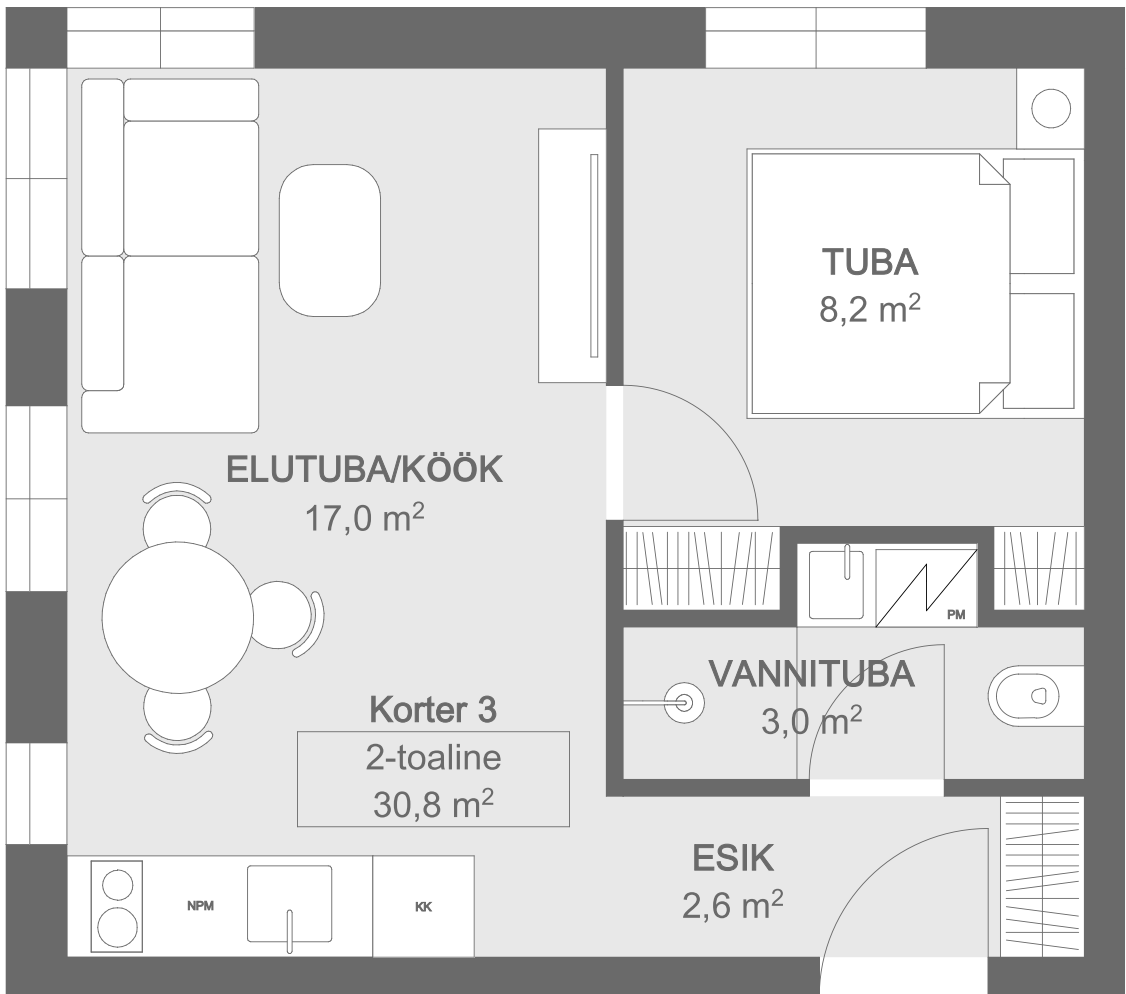 TUBA
8,2 m²
ELUTUBA/KÖÖK
17,0 m²
PM
VANNITUBA
3,0 m²
Korter 3
2-toaline
30,8 m²
ESIK
2,6 m²
NPM
KK